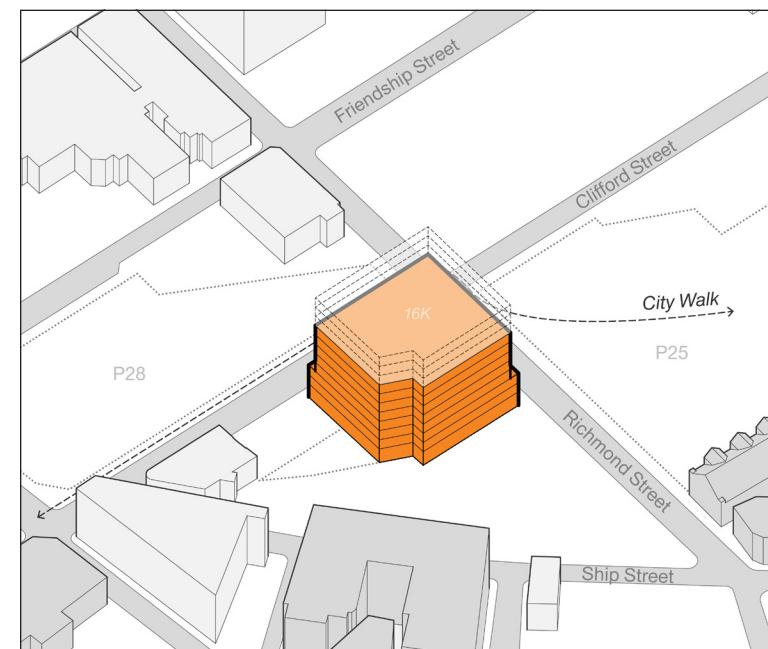 Friendship Street
Clifford Street
City Walk
16K
P25
P28
Richmond Street
Ship Street